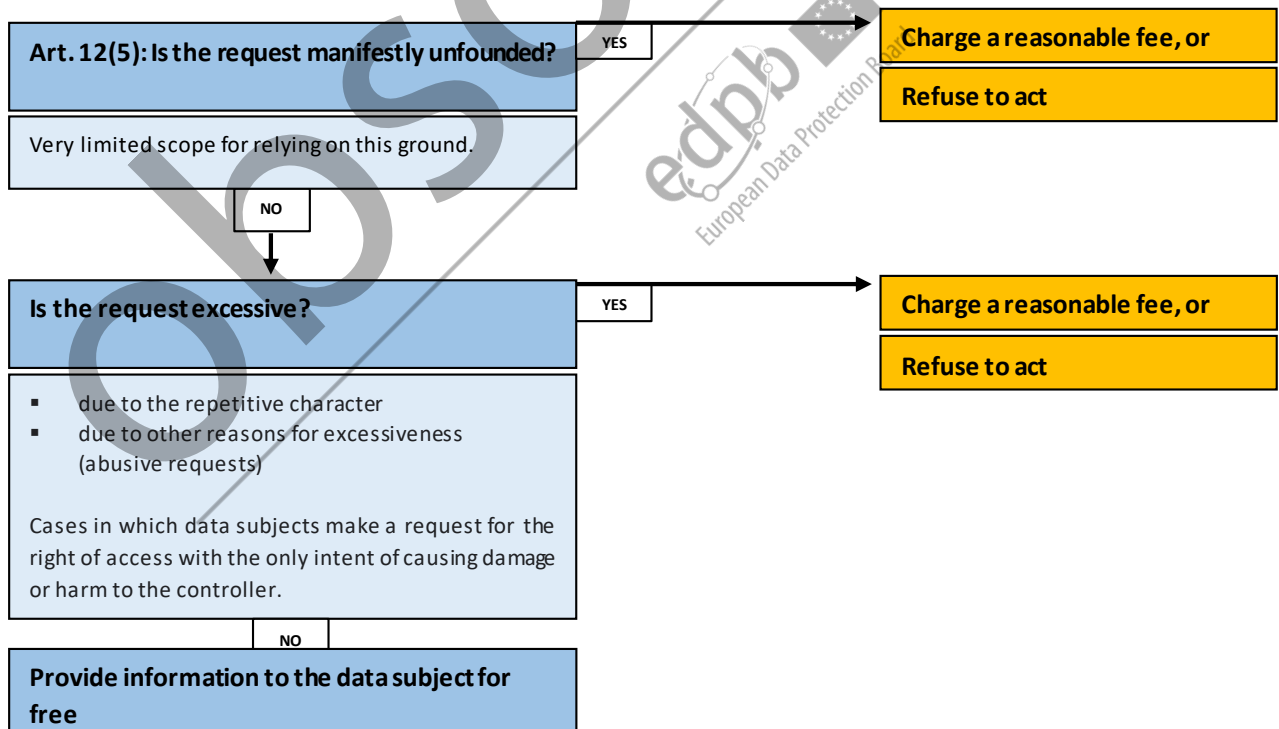 Art. 12(5): Is the request manifestly unfounded?
YES
Charge a reasonable fee, or
Refuse to act
Very limited scope for relying on this ground.
edpb
European Data Protection Board
NO
Is the request excessive?
YES
Charge a reasonable fee, or
Refuse to act
▪ due to the repetitive character
▪ due to other reasons for excessiveness
(abusive requests)
Cases in which data subjects make a request for the
right of access with the only intent of causing damage
or harm to the controller.
NO
Provide information to the data subject for
free
obso